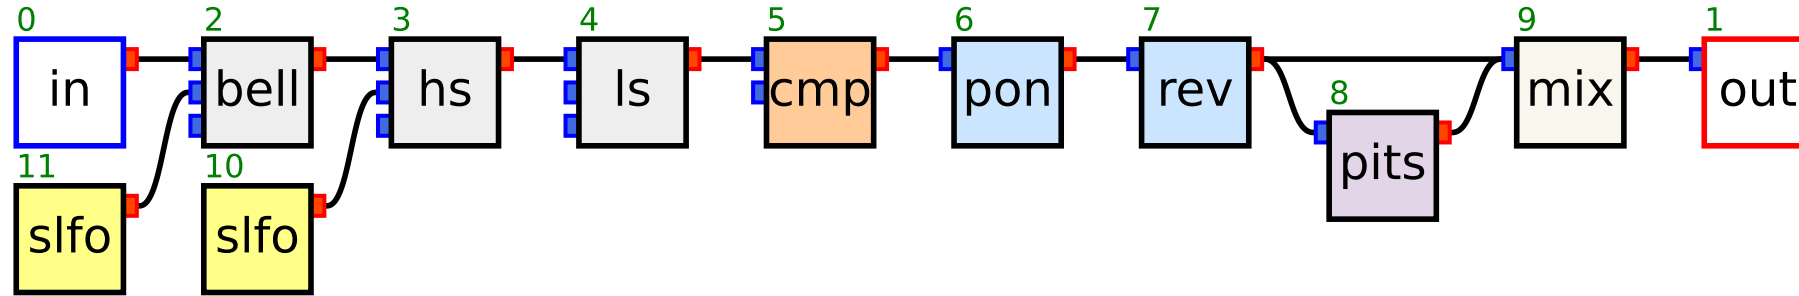 0 2 3 4 5 6 7 9 1
in bell hs ls cmp pon rev mix out
8
pits
11 10
slfo slfo